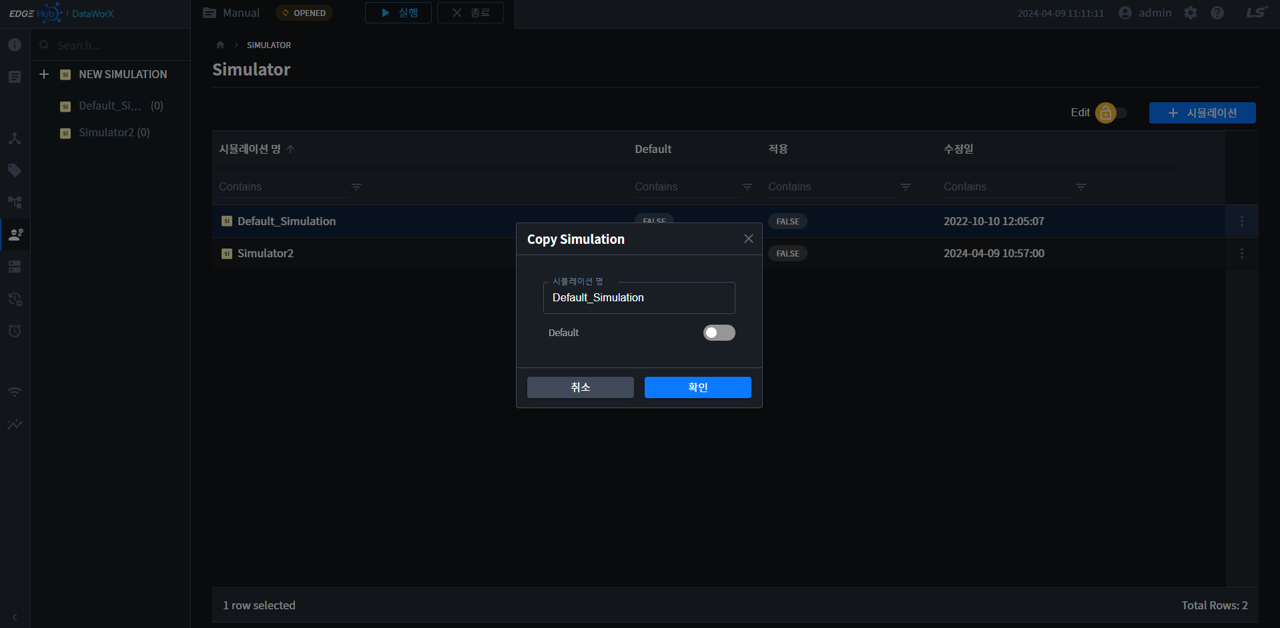 EDGE Hub | DataWorX
Manual
OPENED
실행
종료
2024-04-09 11:11:11
admin
LS
Search...
SIMULATOR
NEW SIMULATION
Simulator
Default_Si... (0)
Simulator2 (0)
Edit
시뮬레이션
시뮬레이션 명
Default
적용
수정일
Contains
Contains
Contains
Contains
Default_Simulation
FALSE
FALSE
2022-10-10 12:05:07
Simulator2
FALSE
2024-04-09 10:57:00
Copy Simulation
시뮬레이션 명
Default_Simulation
Default
취소
확인
1 row selected
Total Rows: 2